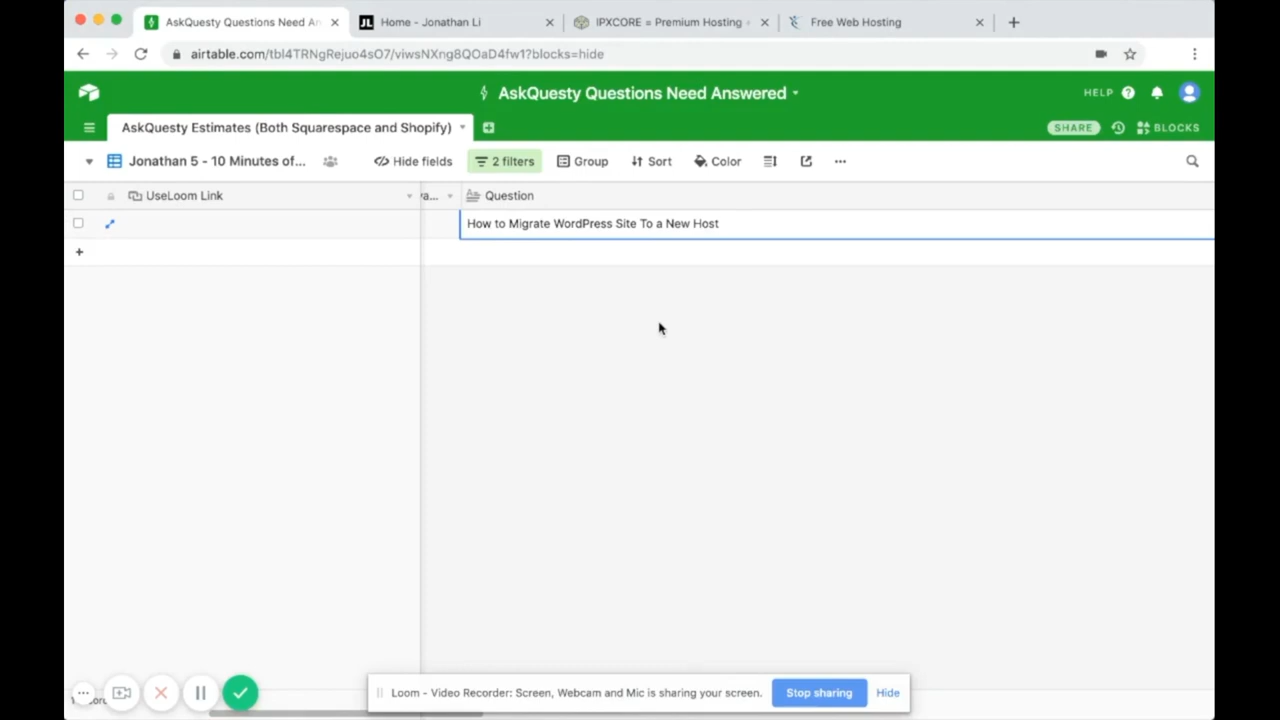 AskQuesty Questions Need An
Home - Jonathan Li
IPXCORE = Premium Hosting
Free Web Hosting
airtable.com/tbl4TRNgRejuo4sO7/viwsNXng8QOaD4fw1?blocks=hide
AskQuesty Questions Need Answered
HELP
AskQuesty Estimates (Both Squarespace and Shopify)
SHARE
BLOCKS
Jonathan 5 - 10 Minutes of...
Hide fields
2 filters
Group
Sort
Color
UseLoom Link
Question
How to Migrate WordPress Site To a New Host
Loom - Video Recorder: Screen, Webcam and Mic is sharing your screen.
Stop sharing
Hide